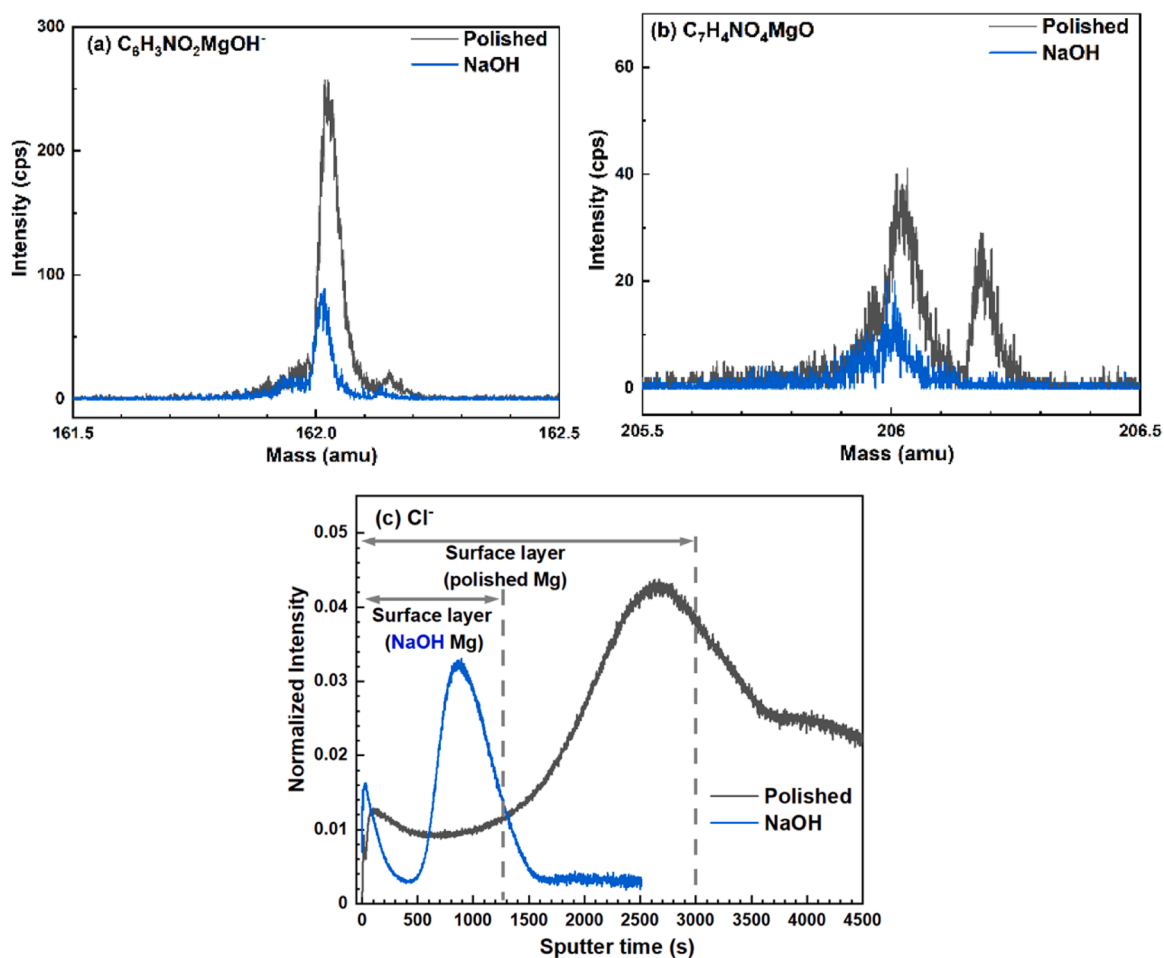 (a) C₆H₃NO₂MgOH⁻
Polished
NaOH
300
200
100
0
Intensity (cps)
161.5
162.0
162.5
Mass (amu)
(b) C₇H₄NO₄MgO
Polished
NaOH
60
40
20
0
Intensity (cps)
205.5
206
206.5
Mass (amu)
(c) Cl⁻
Surface layer
(polished Mg)
Surface layer
(NaOH Mg)
Polished
NaOH
0.05
0.04
0.03
0.02
0.01
0
Normalized Intensity
0
500
1000
1500
2000
2500
3000
3500
4000
4500
Sputter time (s)